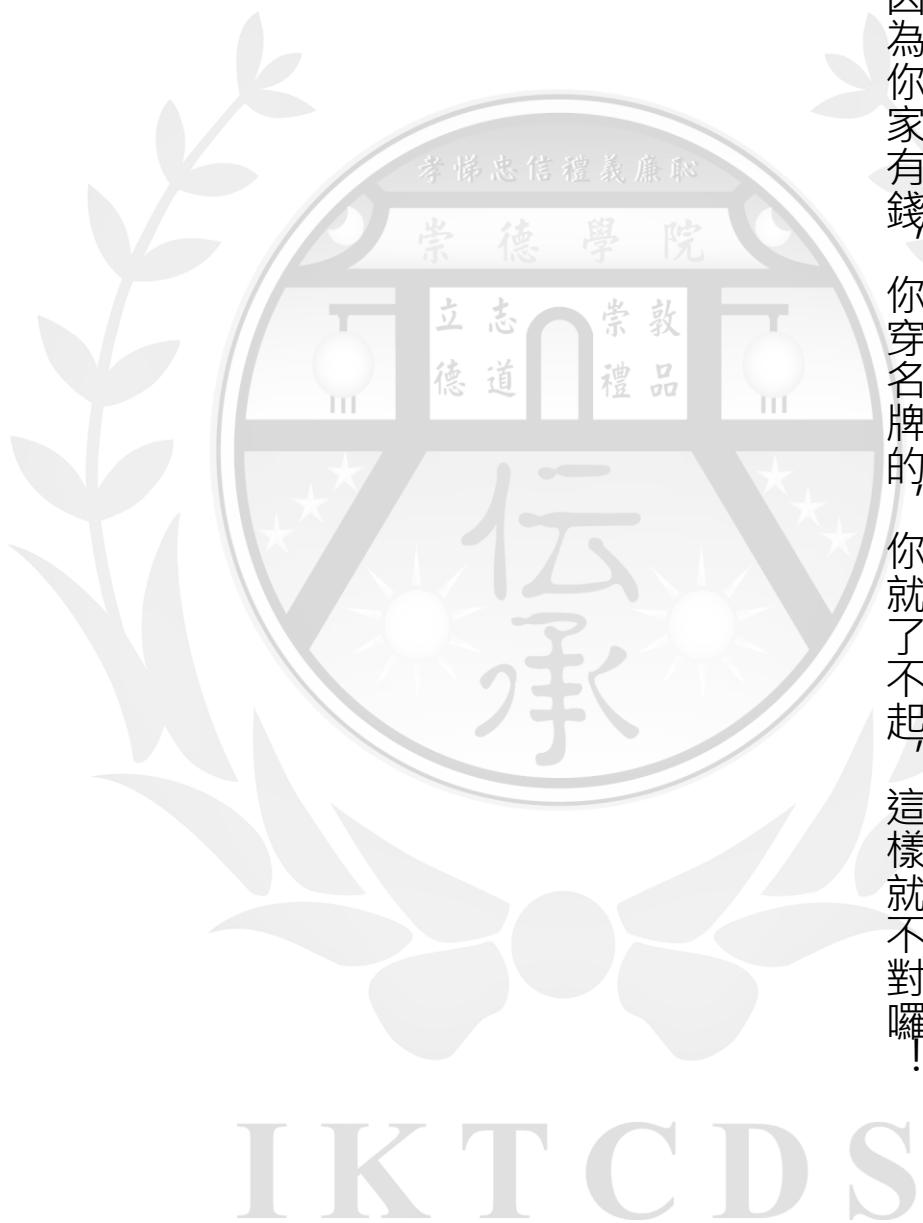 因為你家有錢，你穿名牌的，你就了不起，這樣就不對囉！
孝悌忠信禮義廉恥
崇德學院
立志 崇敦
德道 禮品
伝承
IKTCDS